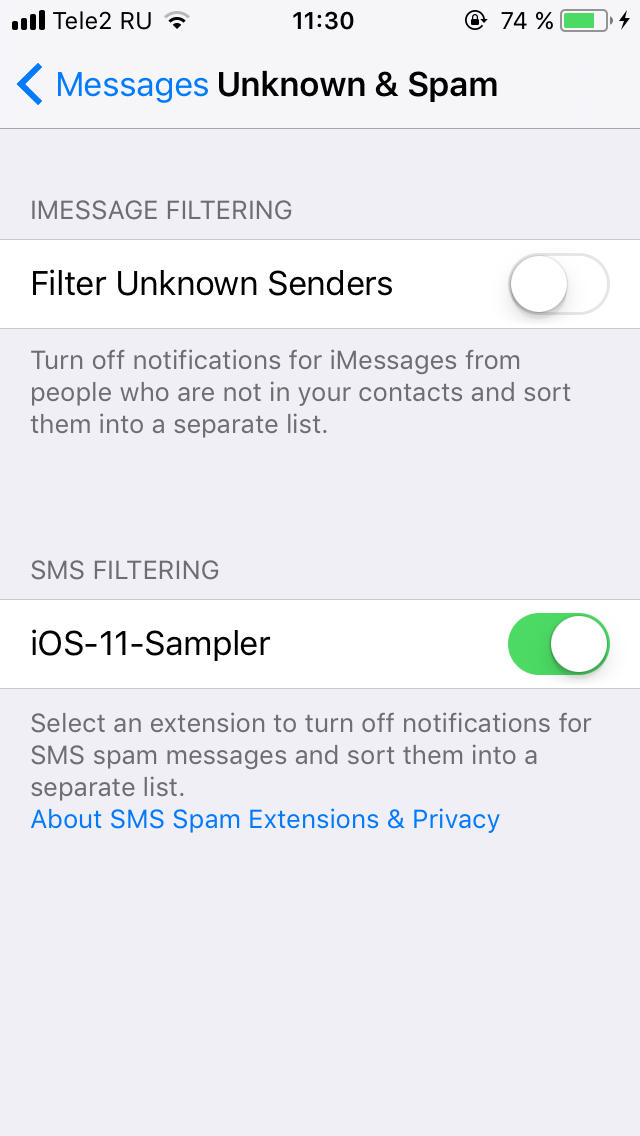 Tele2 RU 11:30 74 %
Messages Unknown & Spam
IMESSAGE FILTERING
Filter Unknown Senders
Turn off notifications for iMessages from
people who are not in your contacts and sort
them into a separate list.
SMS FILTERING
iOS-11-Sampler
Select an extension to turn off notifications for
SMS spam messages and sort them into a
separate list.
About SMS Spam Extensions & Privacy